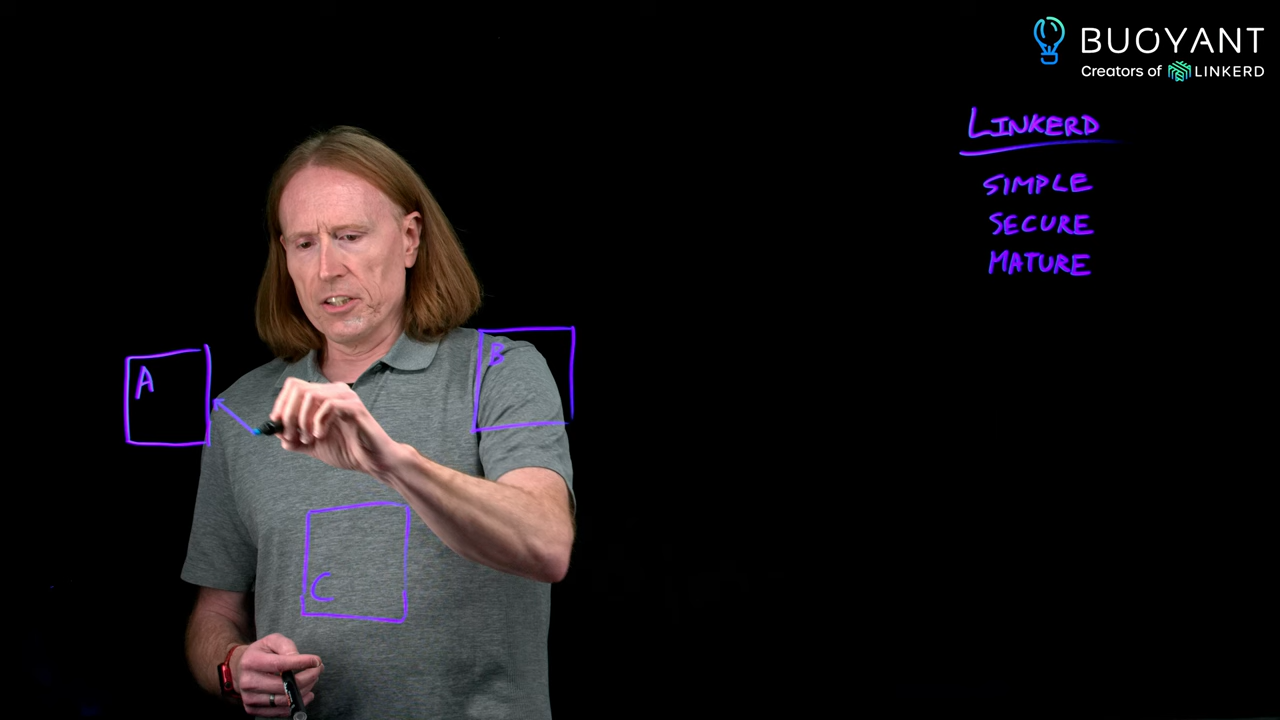 BUOYANT
Creators of LINKERD
LINKERD
SIMPLE
SECURE
MATURE
A
B
C